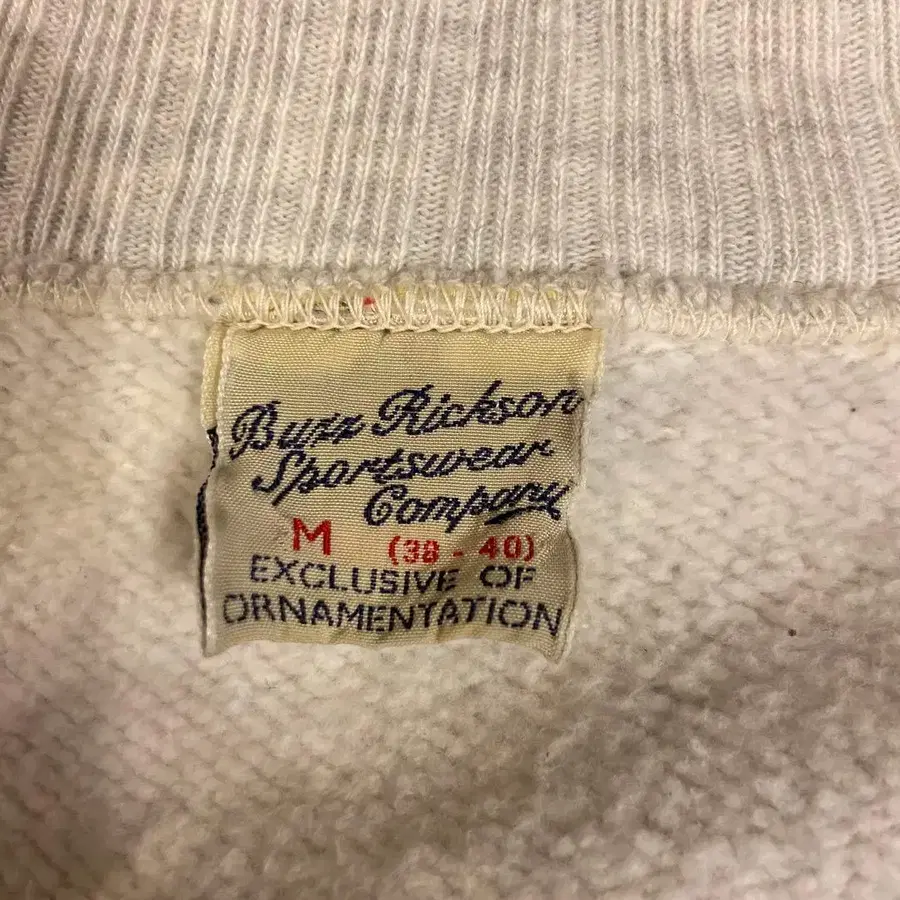 Buzz Rickson
Sportswear
Company
M (38 - 40)
EXCLUSIVE OF
ORNAMENTATION